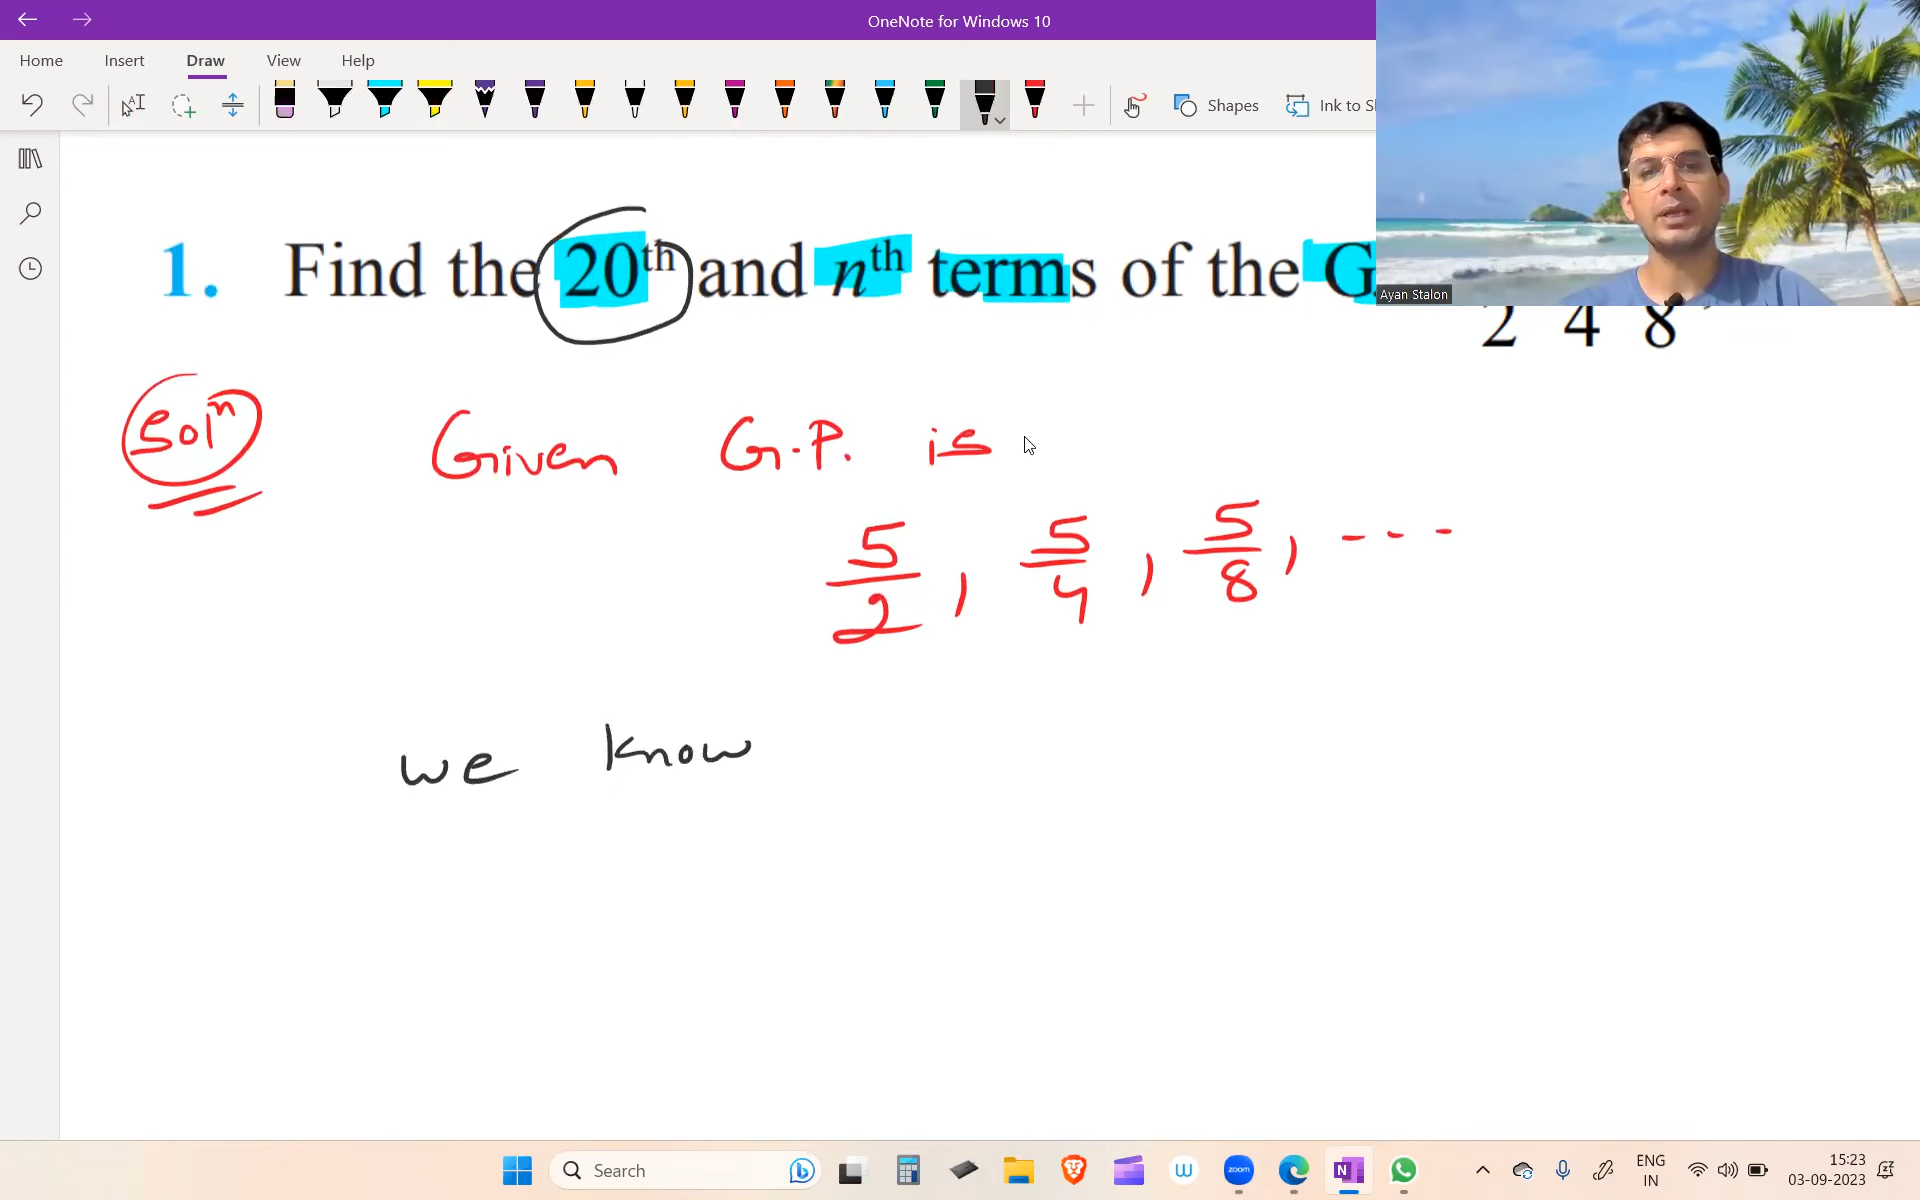 OneNote for Windows 10
Home Insert Draw View Help
Shapes Ink to Sh
Ayan Stalon
1. Find the 20th and nth terms of the G
2 4 8
Solⁿ
Given G.P. is
5/2, 5/4, 5/8, ---
we know
Search
zoom
ENG
IN
15:23
03-09-2023